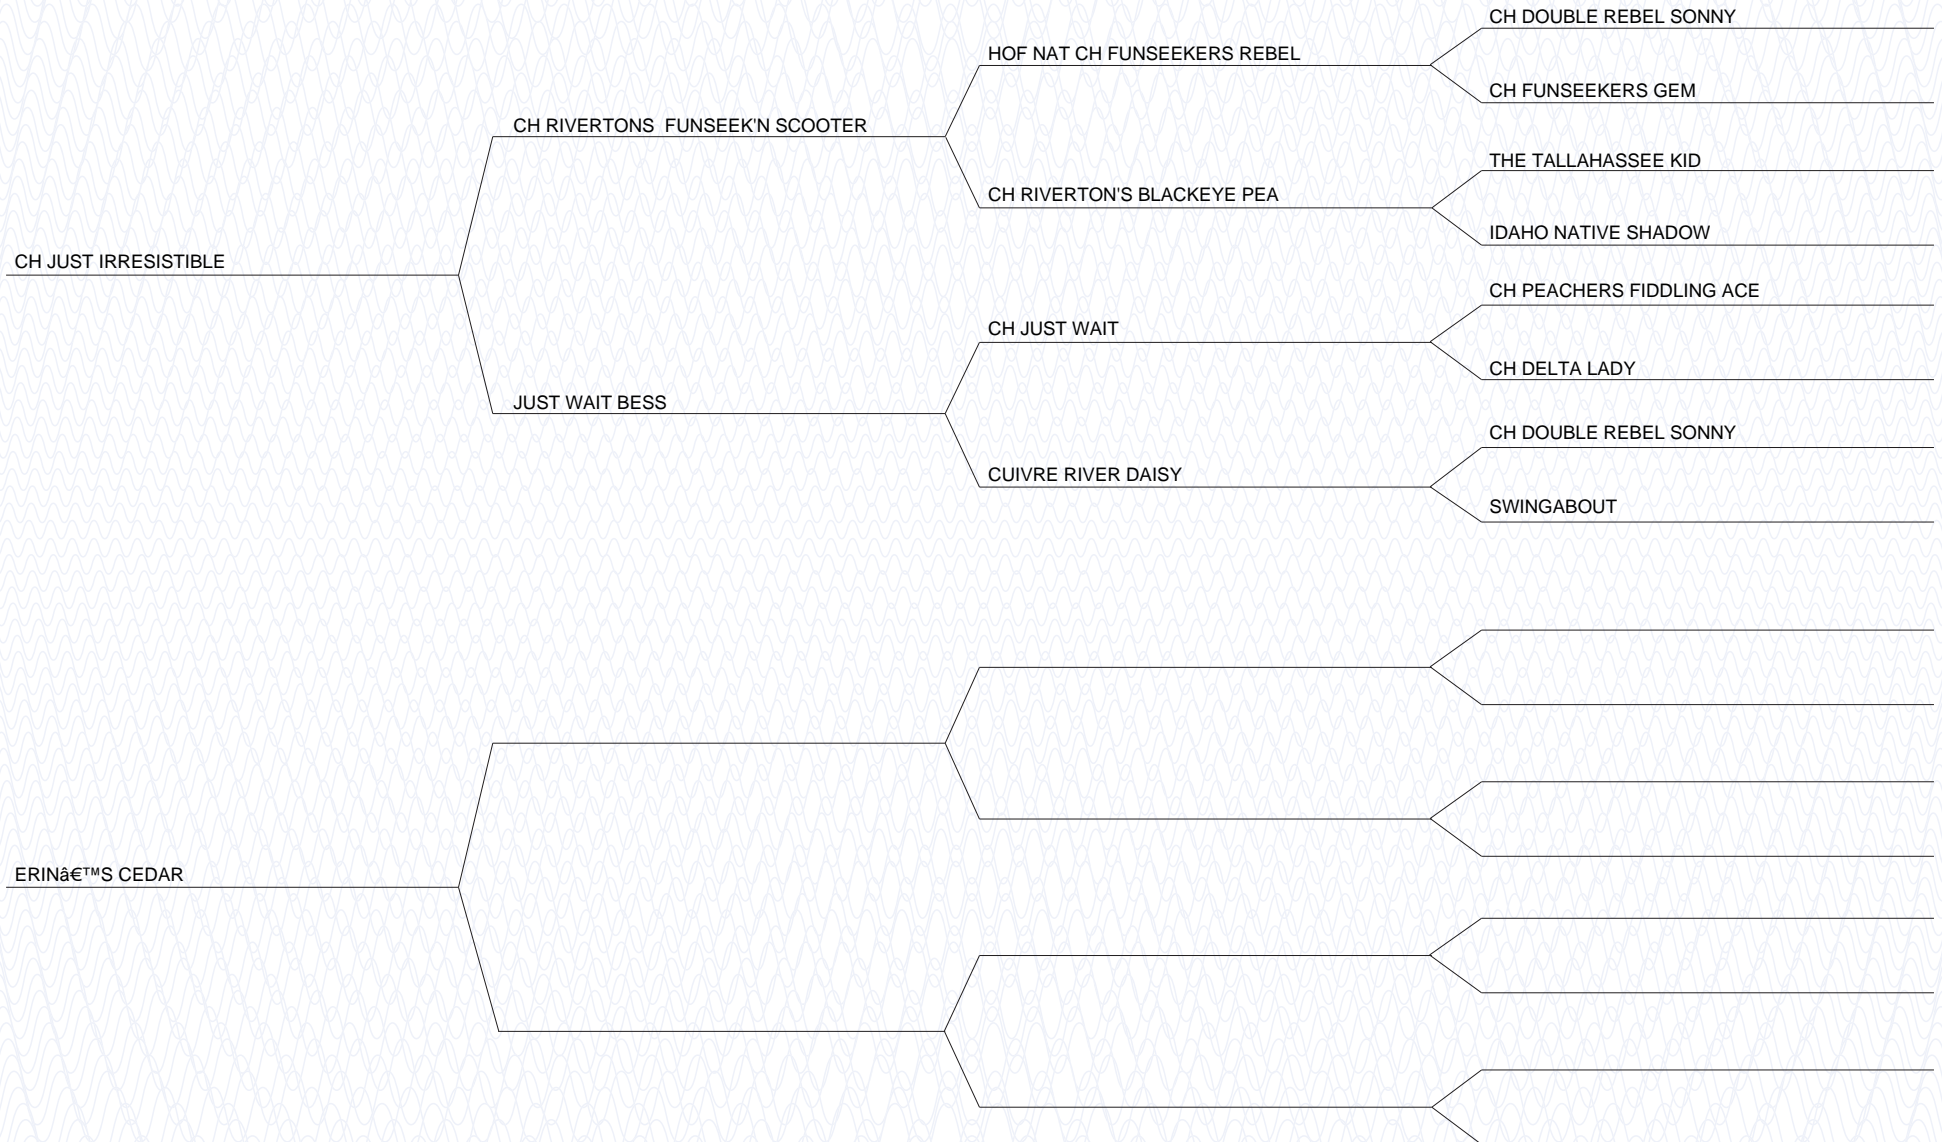 CH DOUBLE REBEL SONNY
HOF NAT CH FUNSEEKERS REBEL
CH FUNSEEKERS GEM
CH RIVERTONS  FUNSEEK'N SCOOTER
THE TALLAHASSEE KID
CH RIVERTON'S BLACKEYE PEA
IDAHO NATIVE SHADOW
CH JUST IRRESISTIBLE
CH PEACHERS FIDDLING ACE
CH JUST WAIT
CH DELTA LADY
JUST WAIT BESS
CH DOUBLE REBEL SONNY
CUIVRE RIVER DAISY
SWINGABOUT
ERINâ€™S CEDAR